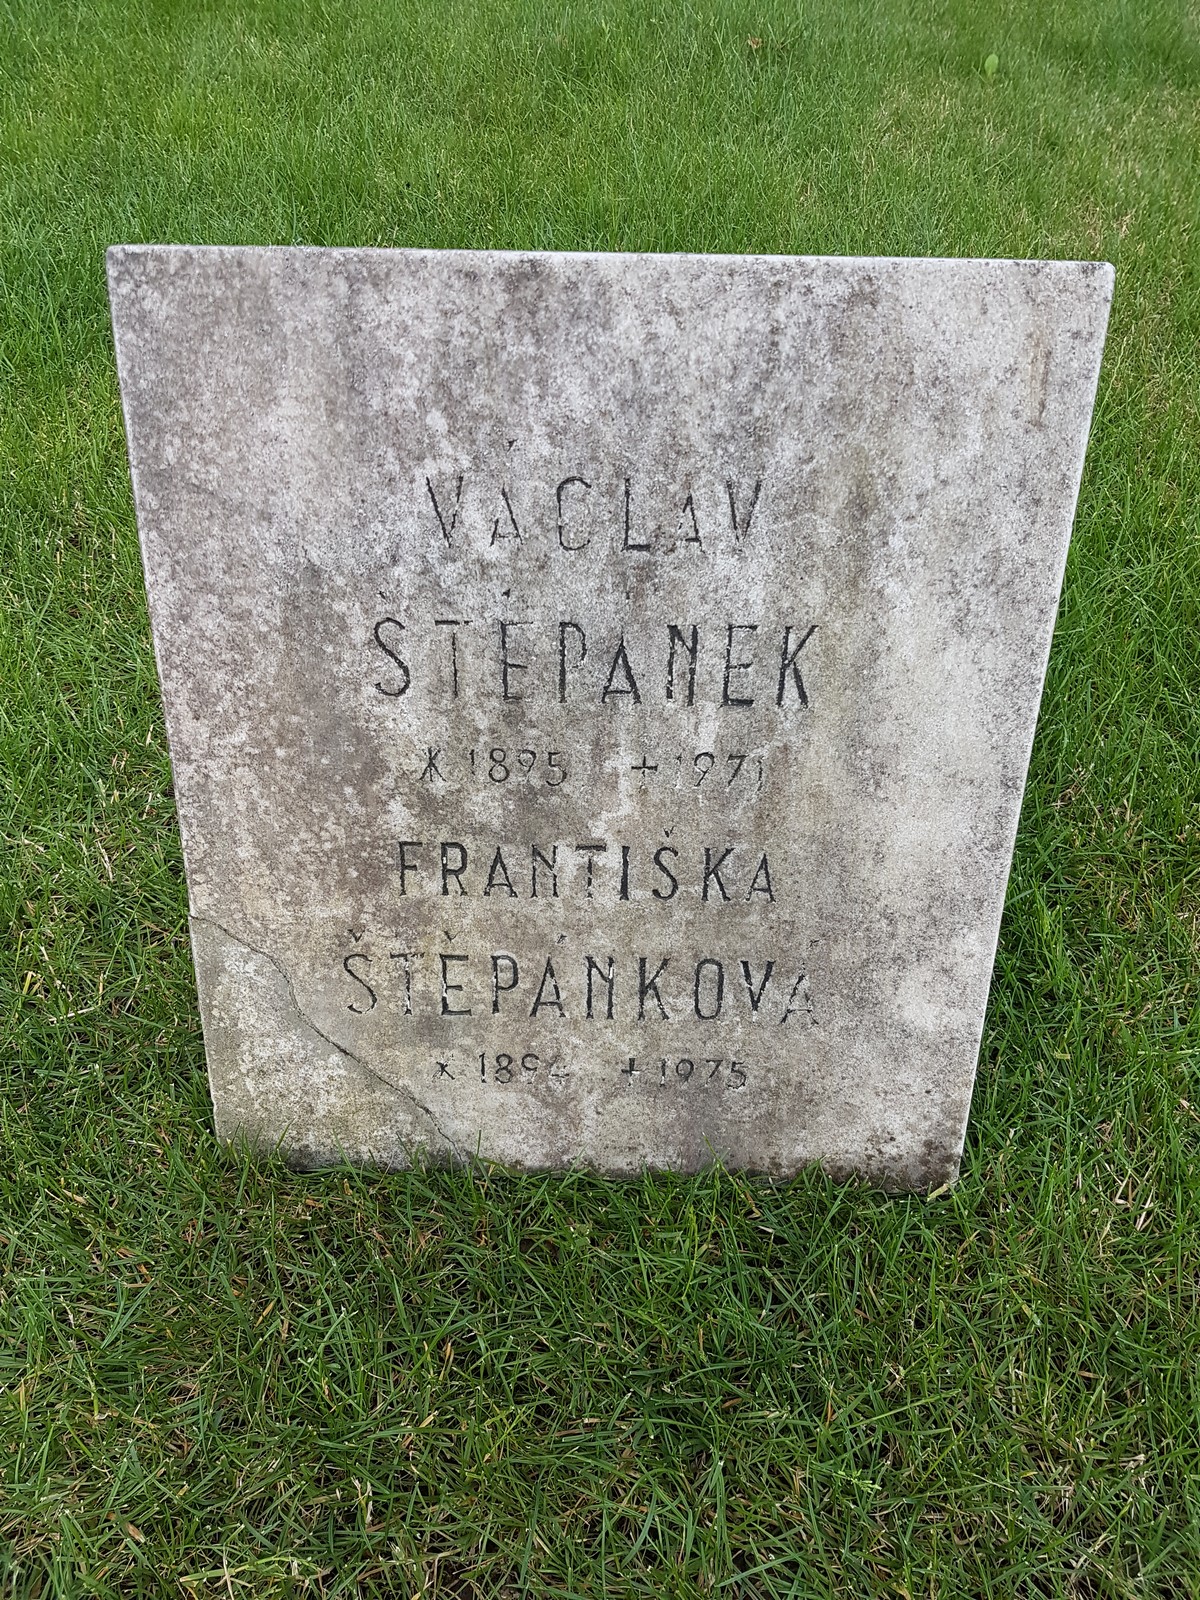 VÁCLAV
ŠTĚPÁNEK
* 1895 + 1971
FRANTIŠKA
ŠTĚPÁNKOVÁ
* 1894 + 1975